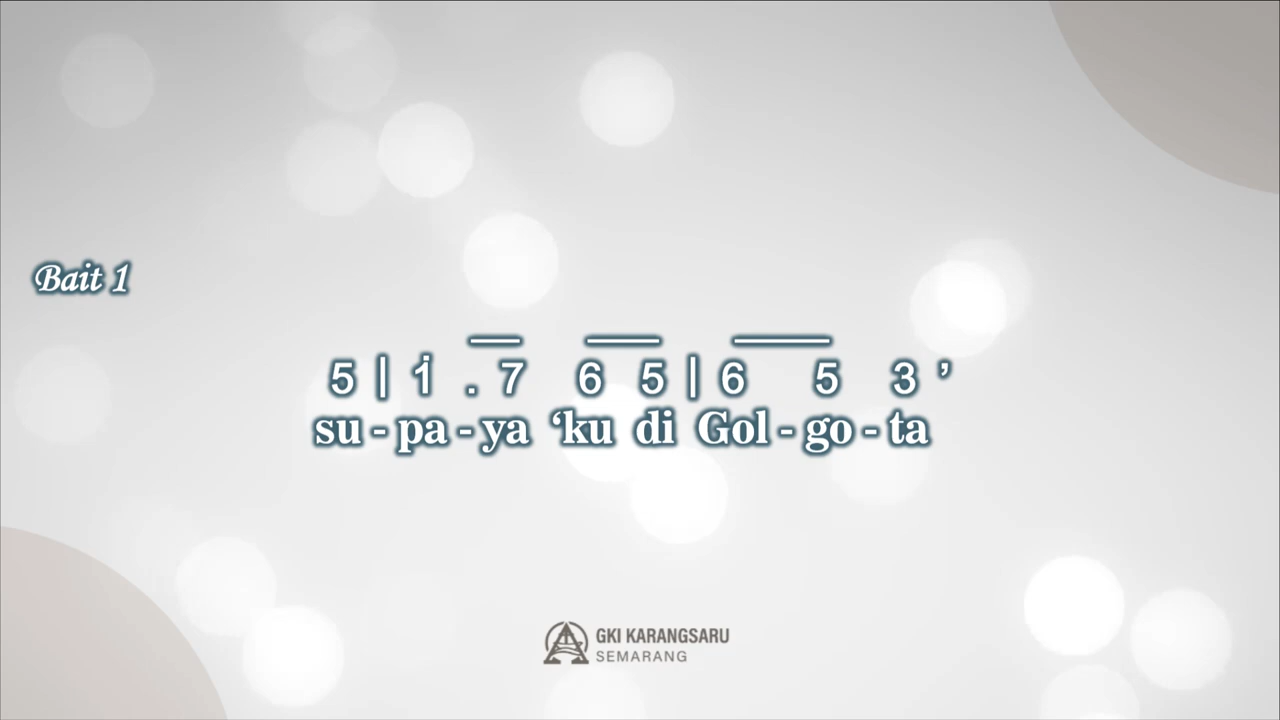 Bait 1
5 | 1̇ . 7 6 5 | 6 5 3 ’
su - pa - ya ‘ku di Gol - go - ta
GKI KARANGSARU
SEMARANG